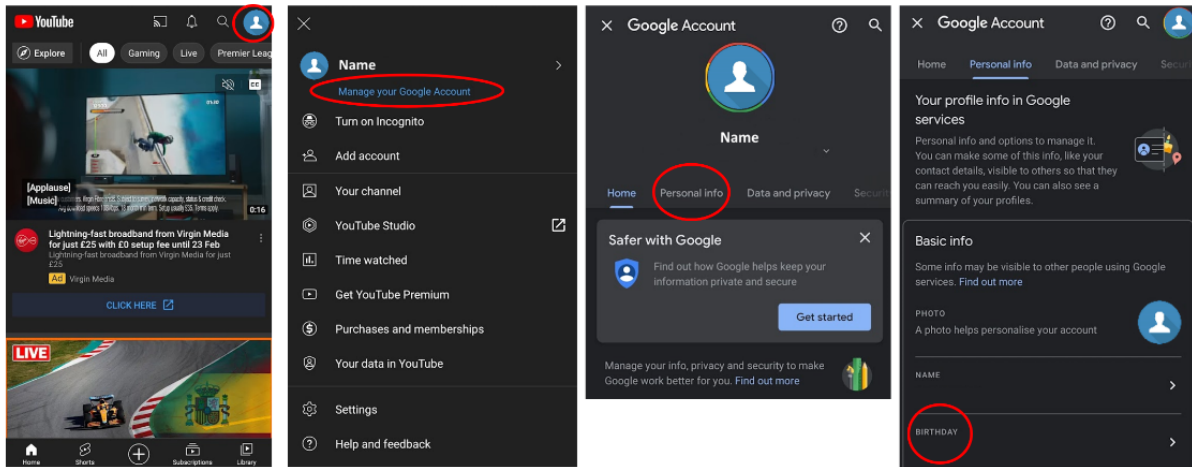 YouTube
Explore
All
Gaming
Live
Premier Leag
CC
[Applause]
[Music]
0:16
Lightning-fast broadband from Virgin Media
for just £25 with £0 setup fee until 23 Feb
Lightning-fast broadband from Virgin Media for just
£25
Ad Virgin Media
CLICK HERE
LIVE
Home
Shorts
Subscriptions
Library
Name
Manage your Google Account
Turn on Incognito
Add account
Your channel
YouTube Studio
Time watched
Get YouTube Premium
Purchases and memberships
Your data in YouTube
Settings
Help and feedback
Google Account
Name
Home
Personal info
Data and privacy
Securit
Safer with Google
Find out how Google helps keep your
information private and secure
Get started
Manage your info, privacy and security to make
Google work better for you. Find out more
Google Account
Home
Personal info
Data and privacy
Securi
Your profile info in Google
services
Personal info and options to manage it.
You can make some of this info, like your
contact details, visible to others so that they
can reach you easily. You can also see a
summary of your profiles.
Basic info
Some info may be visible to other people using Google
services. Find out more
PHOTO
A photo helps personalise your account
NAME
BIRTHDAY